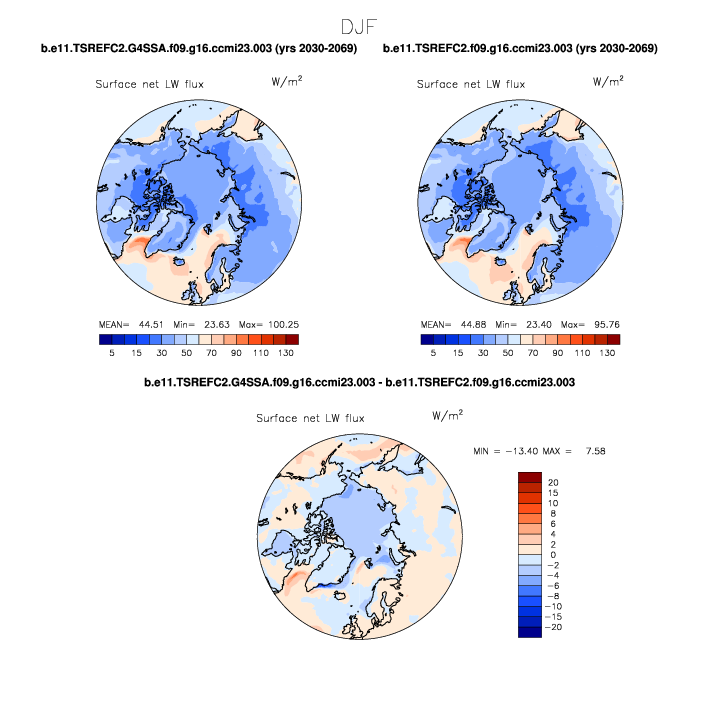 DJF
b.e11.TSREFC2.G4SSA.f09.g16.ccmi23.003 (yrs 2030-2069) b.e11.TSREFC2.f09.g16.ccmi23.003 (yrs 2030-2069)
Surface net LW flux W/m² Surface net LW flux W/m²
MEAN= 44.51 Min= 23.63 Max= 100.25 MEAN= 44.88 Min= 23.40 Max= 95.76
5 15 30 50 70 90 110 130 5 15 30 50 70 90 110 130
b.e11.TSREFC2.G4SSA.f09.g16.ccmi23.003 - b.e11.TSREFC2.f09.g16.ccmi23.003
Surface net LW flux W/m²
MIN = -13.40 MAX = 7.58
20
15
10
8
6
4
2
0
-2
-4
-6
-8
-10
-15
-20